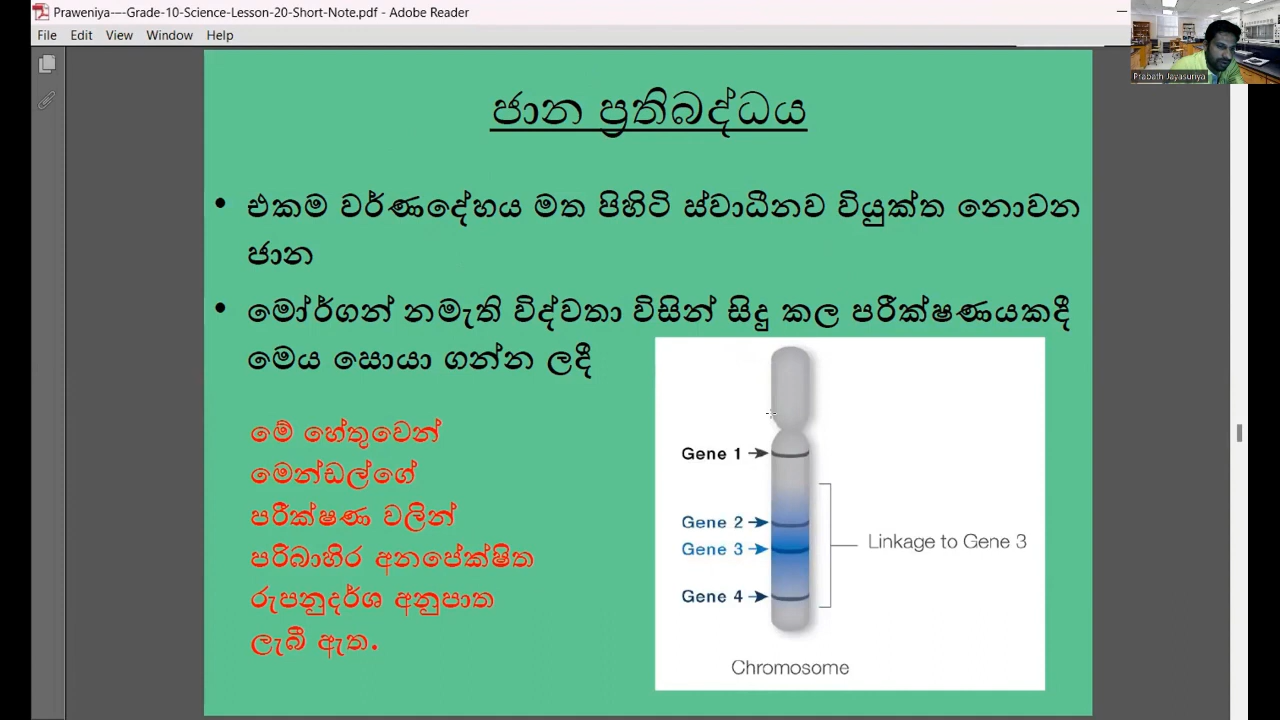 Praweniya-–-Grade-10-Science-Lesson-20-Short-Note.pdf - Adobe Reader
File Edit View Window Help
Prabath Jayasuriya
ජාන ප්‍රතිබද්ධය
• එකම වර්ණදේහය මත පිහිටි ස්වාධීනව වියුක්ත නොවන
ජාන
• මෝර්ගන් නමැති විද්වතා විසින් සිදු කල පරීක්ෂණයකදී
මෙය සොයා ගන්න ලදී
මේ හේතුවෙන්
මෙන්ඩල්ගේ
පරීක්ෂණ වලින්
පරිබාහිර අනපේක්ෂිත
රුපනුදර්ශ අනුපාත
ලැබී ඇත.
Gene 1
Gene 2
Gene 3
Linkage to Gene 3
Gene 4
Chromosome